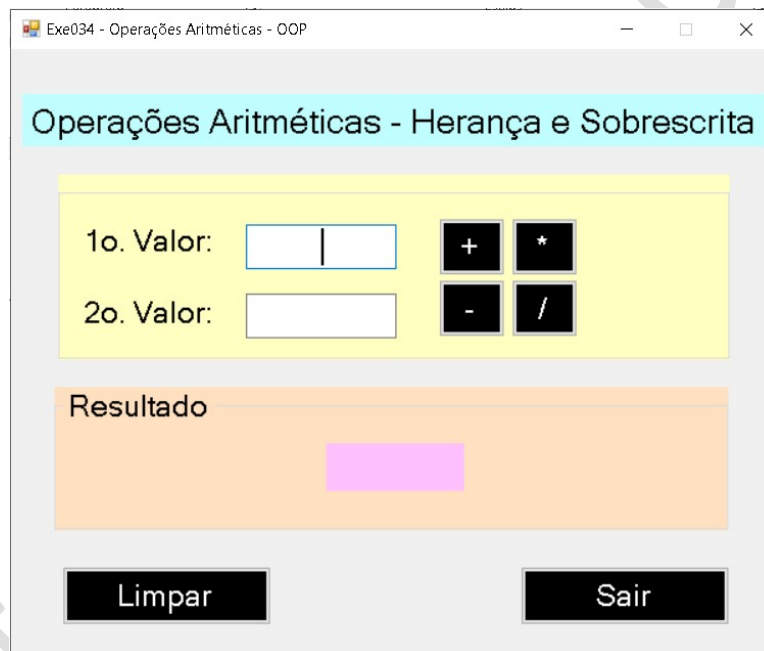 Exe034 - Operações Aritméticas - OOP
Operações Aritméticas - Herança e Sobrescrita
1o. Valor:
+ *
2o. Valor:
- /
Resultado
Limpar Sair